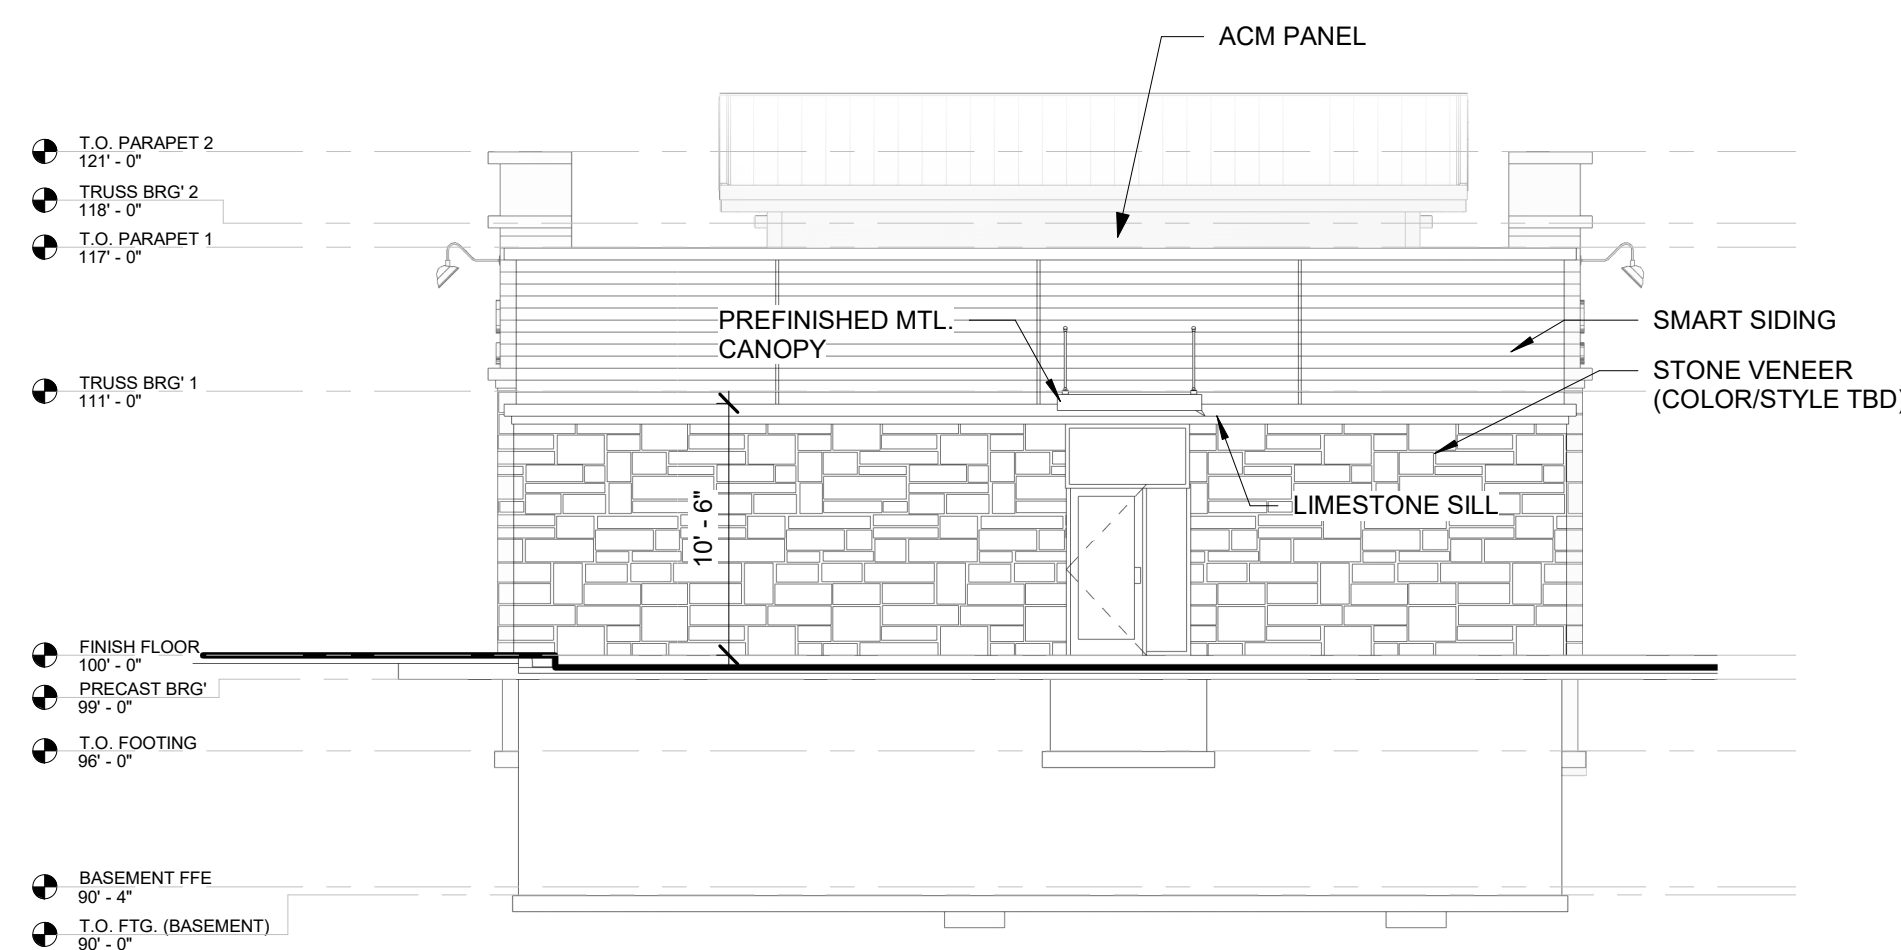 ACM PANEL
T.O. PARAPET 2
121' - 0"
TRUSS BRG' 2
118' - 0"
T.O. PARAPET 1
117' - 0"
PREFINISHED MTL.
CANOPY
SMART SIDING
STONE VENEER
(COLOR/STYLE TBD)
TRUSS BRG' 1
111' - 0"
LIMESTONE SILL
10' - 6"
FINISH FLOOR
100' - 0"
PRECAST BRG'
99' - 0"
T.O. FOOTING
96' - 0"
BASEMENT FFE
90' - 4"
T.O. FTG. (BASEMENT)
90' - 0"